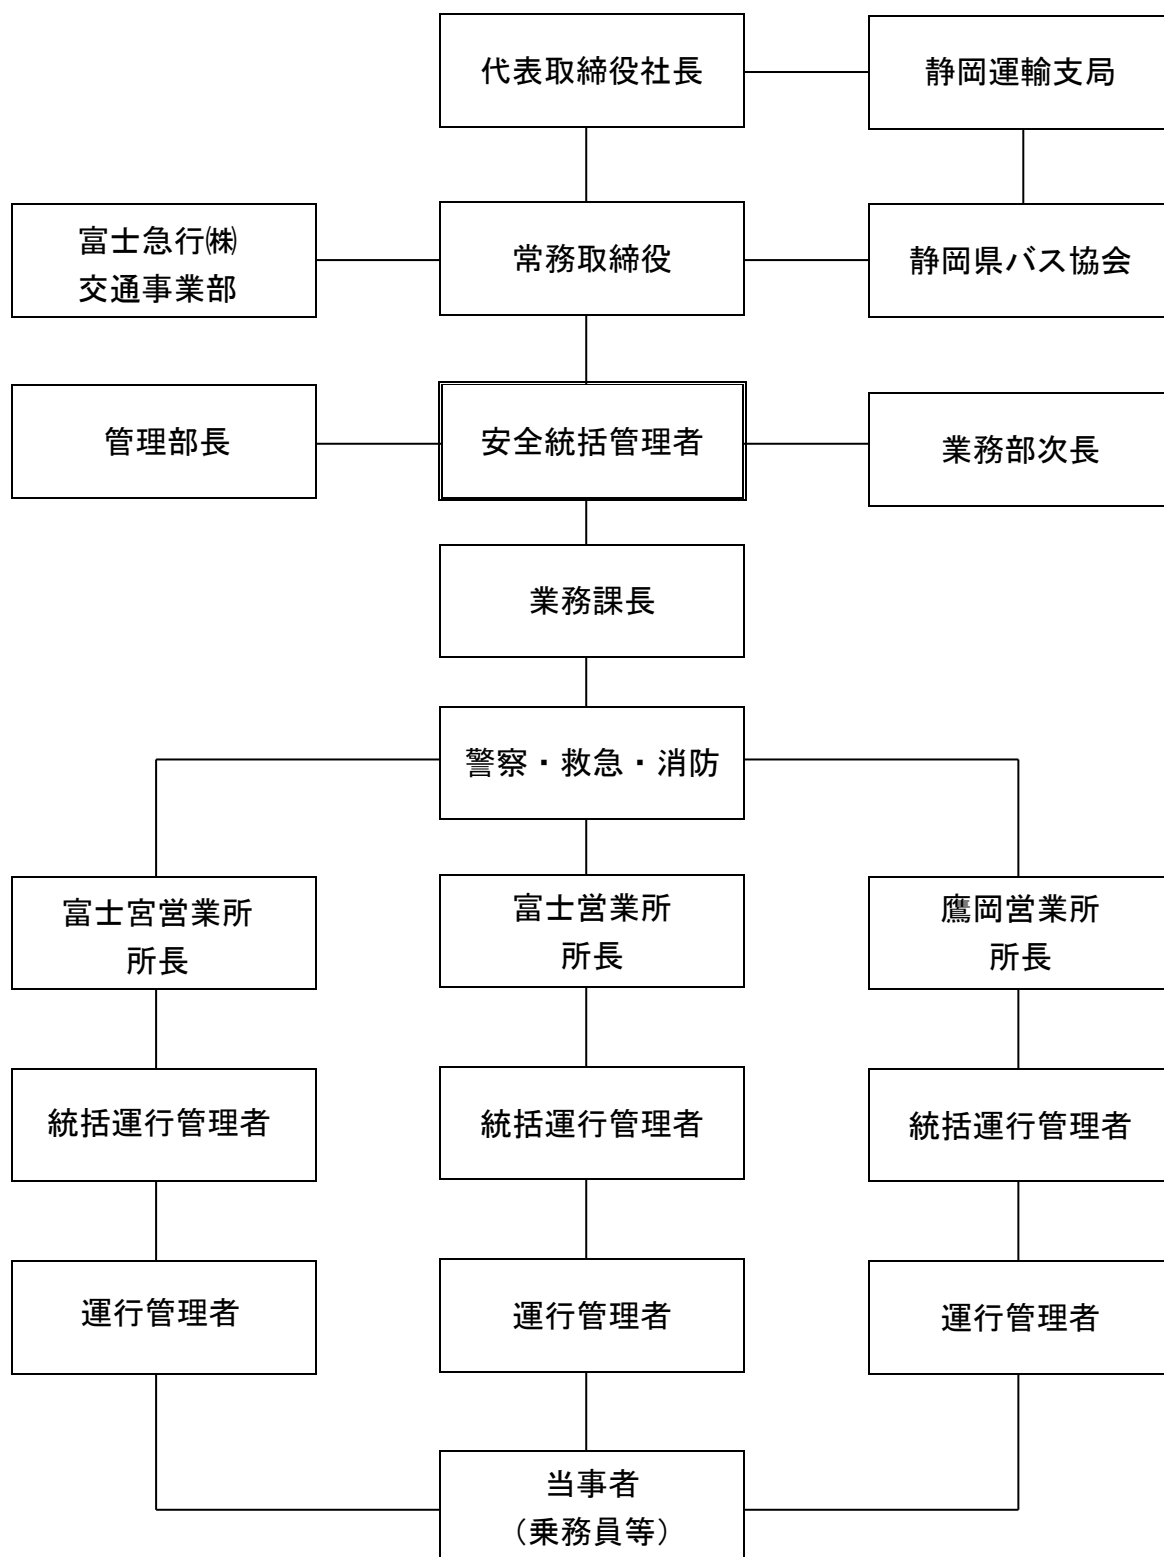 代表取締役社長
静岡運輸支局
富士急行㈱
交通事業部
常務取締役
静岡県バス協会
管理部長
安全統括管理者
業務部次長
業務課長
警察・救急・消防
富士宮営業所
所長
富士営業所
所長
鷹岡営業所
所長
統括運行管理者
統括運行管理者
統括運行管理者
運行管理者
運行管理者
運行管理者
当事者
（乗務員等）